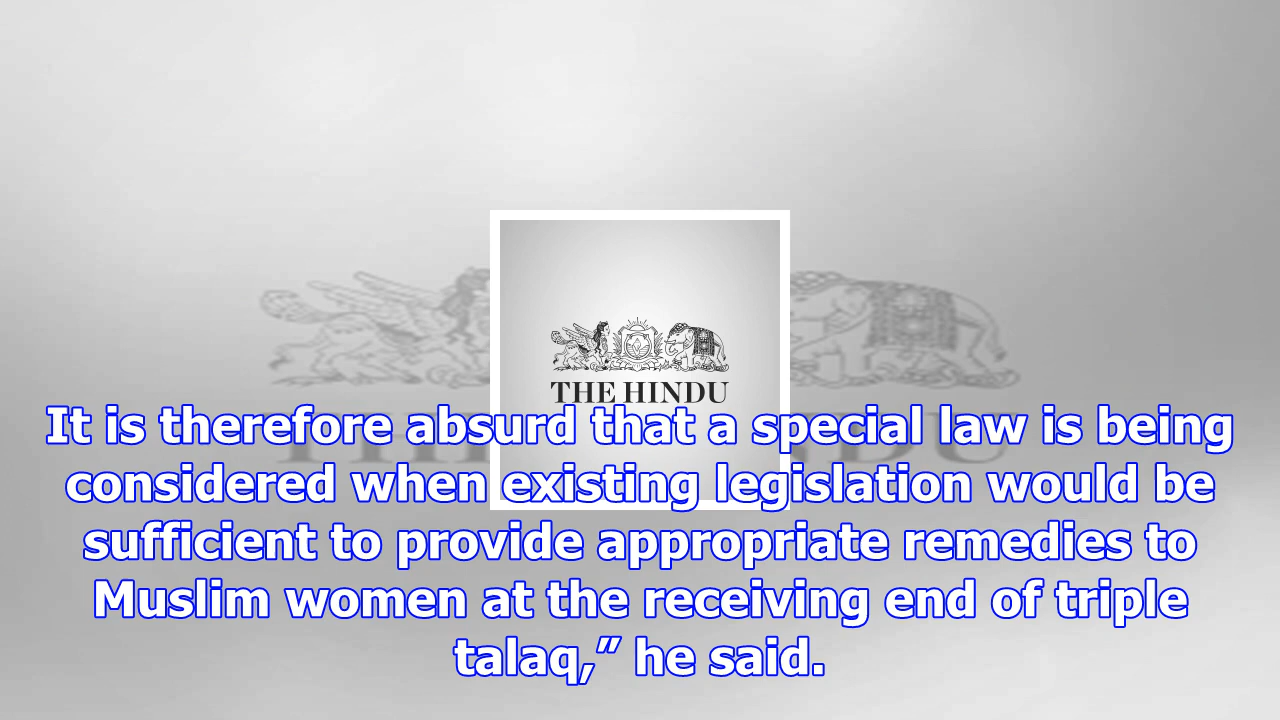 THE HINDU
It is therefore absurd that a special law is being
considered when existing legislation would be
sufficient to provide appropriate remedies to
Muslim women at the receiving end of triple
talaq,” he said.